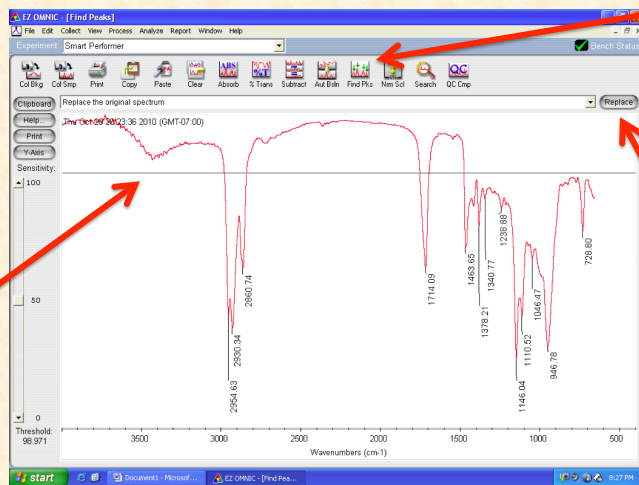 EZ OMNIC - [Find Peaks]
File Edit Collect View Process Analyze Report Window Help
Experiment: Smart Performer
Bench Status
ABS %T QC
Col Bkg Col Smp Print Copy Paste Clear Absorb % Trans Subtract Aut Bsln Find Pks Nrm Scl Search QC Cmp
Clipboard Replace the original spectrum Replace
Help...
Print
Y-Axis
Sensitivity:
100
50
0
Threshold:
98.971
Thu Oct 28 20:23:36 2010 (GMT-07:00)
2954.63
2930.34
2860.74
1714.09
1463.65
1378.21
1340.77
1238.88
1146.04
1110.52
1046.47
946.78
728.80
3500 3000 2500 2000 1500 1000 500
Wavenumbers (cm-1)
start Document1 - Microsof... EZ OMNIC - [Find Pea... 8:27 PM